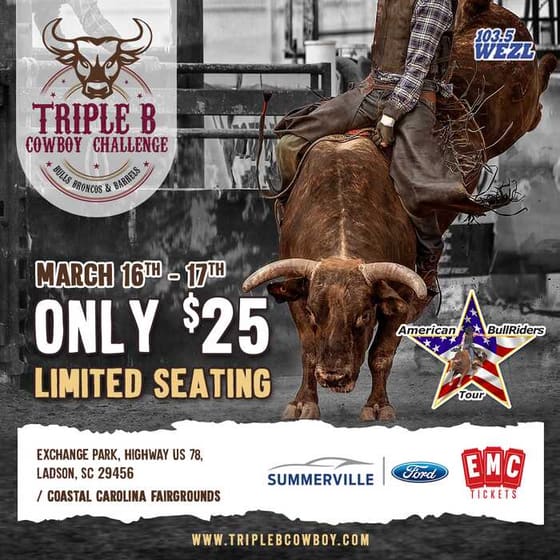 103.5
WEZL
TRIPLE B
COWBOY CHALLENGE
BULLS BRONCOS & BARRELS
MARCH 16TH - 17TH
ONLY $25
LIMITED SEATING
American BullRiders
Tour
EXCHANGE PARK, HIGHWAY US 78,
LADSON, SC 29456
/ COASTAL CAROLINA FAIRGROUNDS
SUMMERVILLE
Ford
EMC
TICKETS
WWW.TRIPLEBCOWBOY.COM